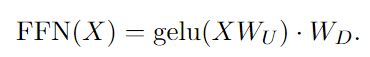 FFN(X) = gelu(XW_U) · W_D.